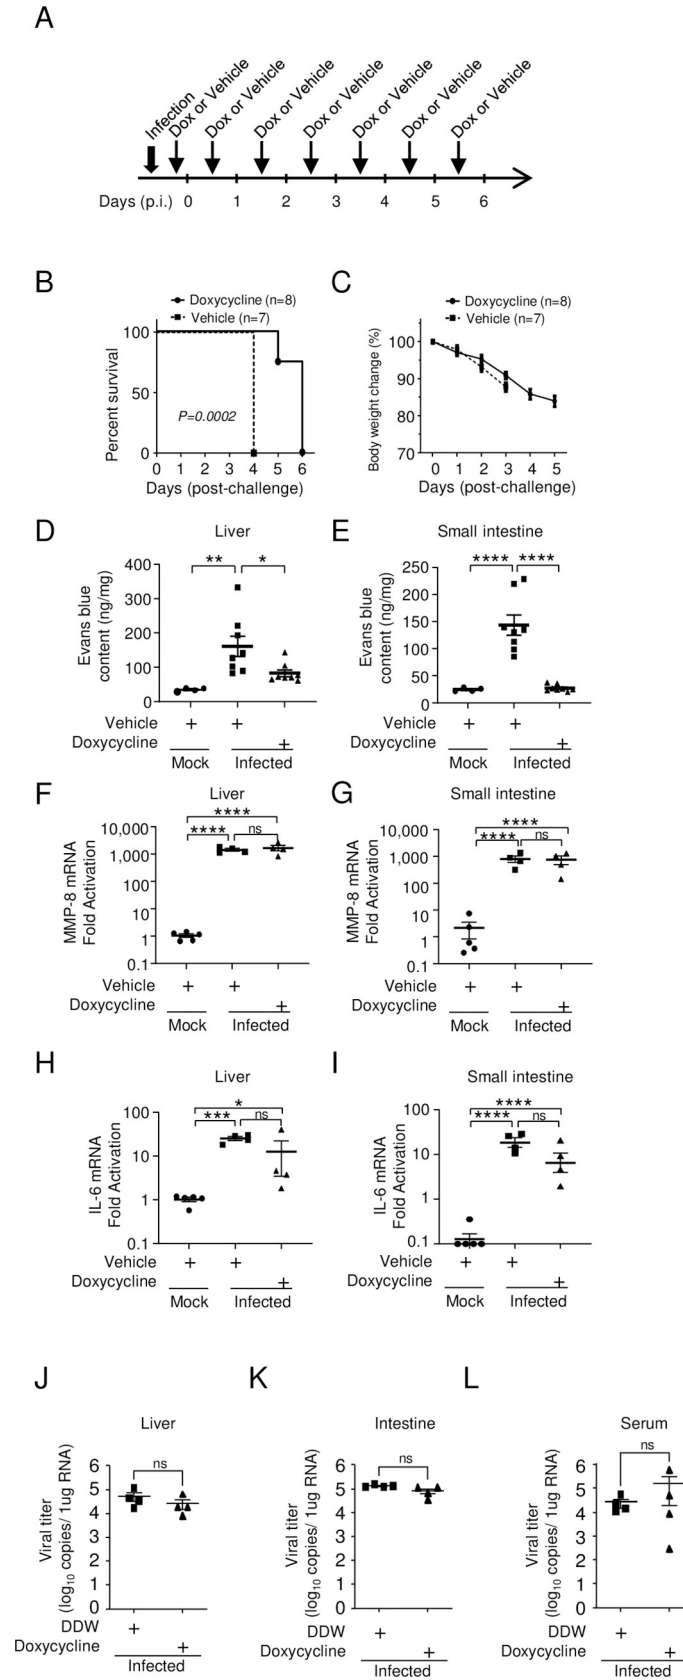 A
Infection
Dox or Vehicle
Dox or Vehicle
Dox or Vehicle
Dox or Vehicle
Dox or Vehicle
Dox or Vehicle
Dox or Vehicle
Days (p.i.) 0 1 2 3 4 5 6
B
Doxycycline (n=8)
Vehicle (n=7)
Percent survival
100
50
0
P=0.0002
0 1 2 3 4 5 6
Days (post-challenge)
C
Doxycycline (n=8)
Vehicle (n=7)
Body weight change (%)
100
90
80
70
0 1 2 3 4 5
Days (post-challenge)
D
Liver
Evans blue
content (ng/mg)
400
300
200
100
0
** *
Vehicle + +
Doxycycline +
Mock Infected
E
Small intestine
Evans blue
content (ng/mg)
250
200
150
100
50
0
**** ****
+ +
+
Mock Infected
F
Liver
MMP-8 mRNA
Fold Activation
10,000
1,000
100
10
1
0.1
****
**** ns
Vehicle + +
Doxycycline +
Mock Infected
G
Small intestine
MMP-8 mRNA
Fold Activation
10,000
1,000
100
10
1
0.1
****
**** ns
Vehicle + +
Doxycycline +
Mock Infected
H
Liver
IL-6 mRNA
Fold Activation
100
10
1
0.1
*
*** ns
Vehicle + +
Doxycycline +
Mock Infected
I
Small intestine
IL-6 mRNA
Fold Activation
100
10
1
0.1
****
**** ns
Vehicle + +
Doxycycline +
Mock Infected
J
Liver
Viral titer
(log10 copies/ 1ug RNA)
6
5
4
3
2
1
0
ns
DDW +
Doxycycline +
Infected
K
Intestine
Viral titer
(log10 copies/ 1ug RNA)
6
5
4
3
2
1
0
ns
DDW +
Doxycycline +
Infected
L
Serum
Viral titer
(log10 copies/ 1ug RNA)
6
5
4
3
2
1
0
ns
DDW +
Doxycycline +
Infected